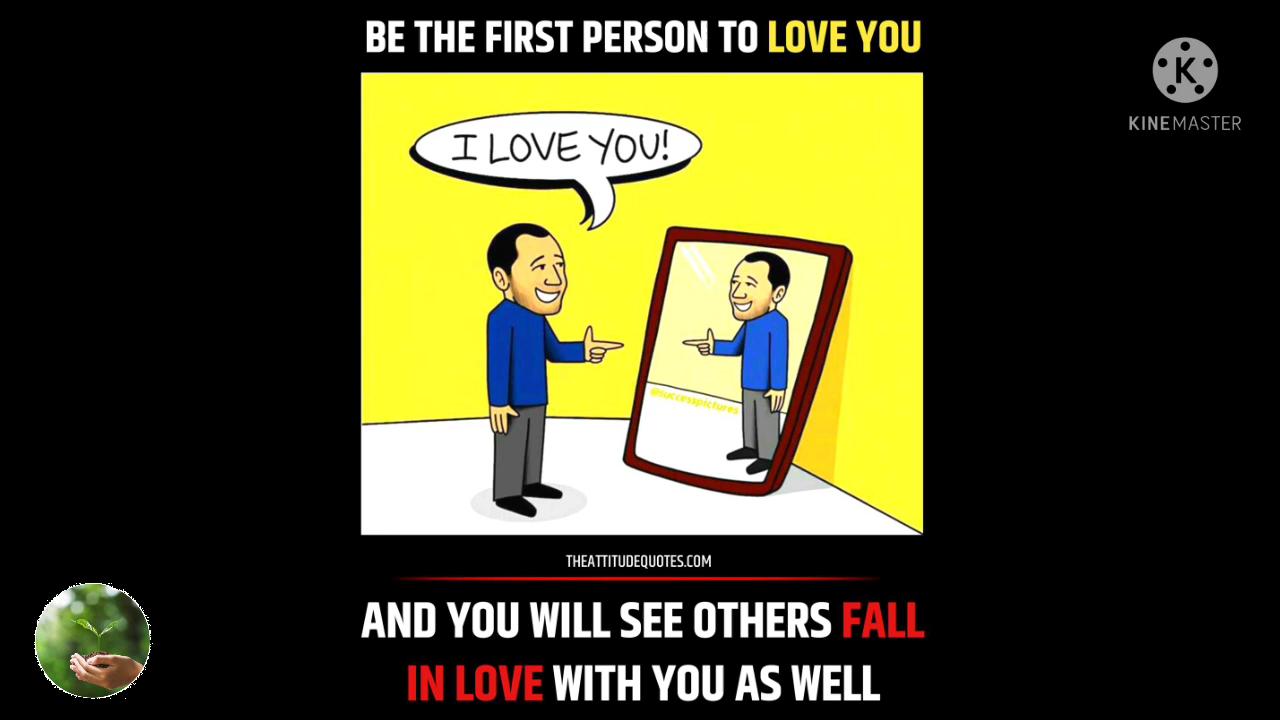 BE THE FIRST PERSON TO LOVE YOU
K
KINEMASTER
I LOVE YOU!
@successpictures
THEATTITUDEQUOTES.COM
AND YOU WILL SEE OTHERS FALL
IN LOVE WITH YOU AS WELL